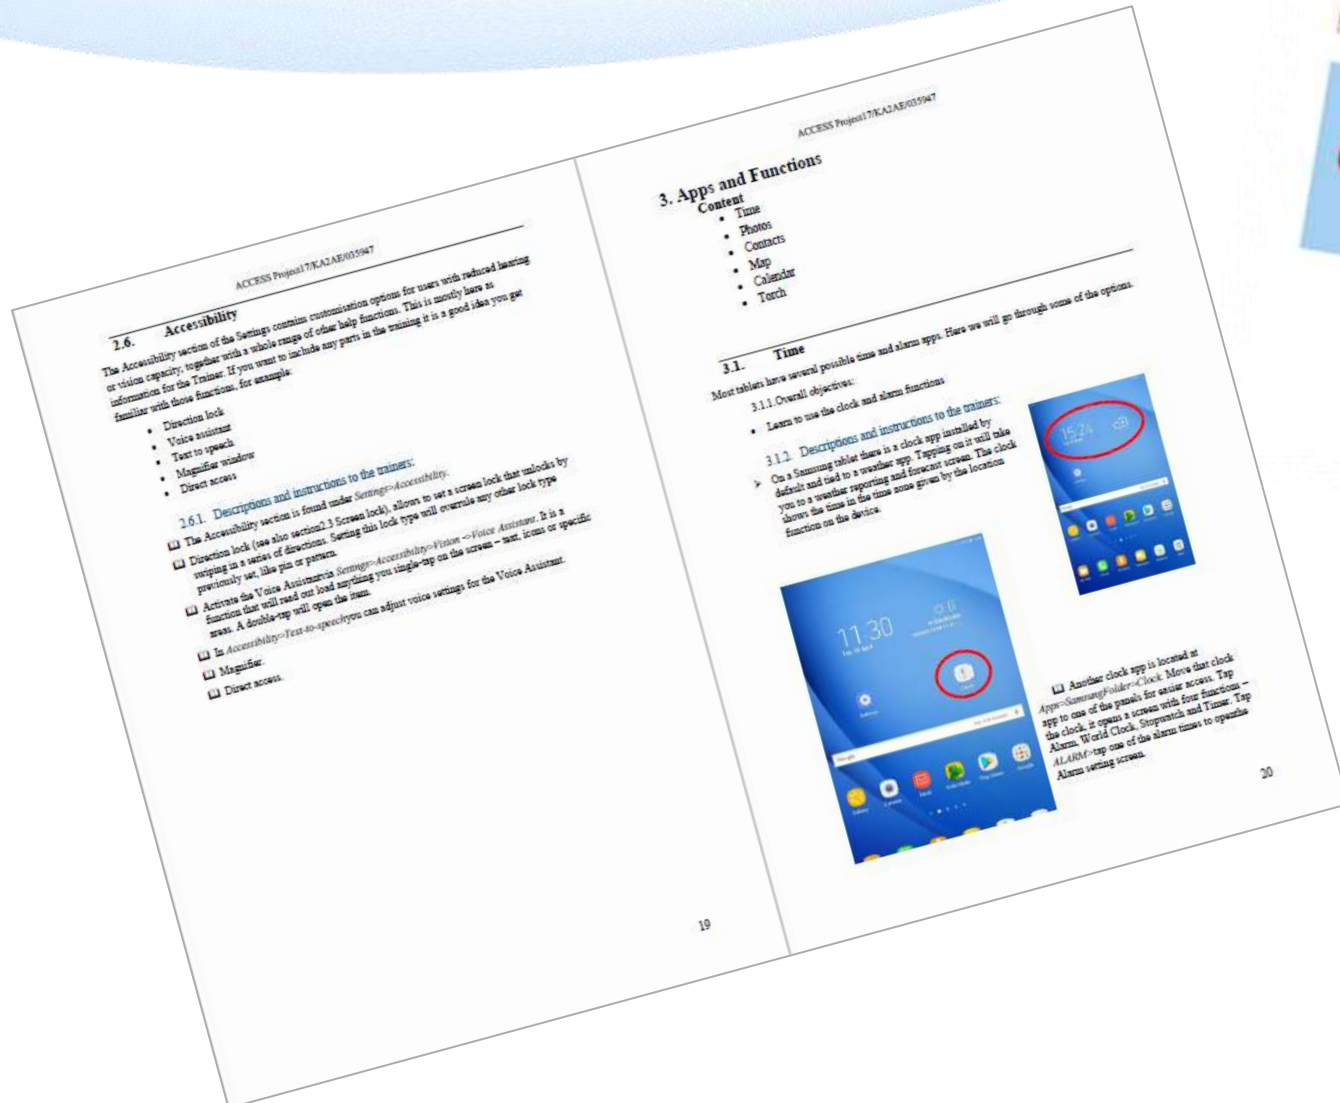 ACCESS Project17/KA2AE/035947
2.6. Accessibility
The Accessibility section of the Settings contains customisation options for users with reduced hearing
or vision capacity, together with a whole range of other help functions. This is mostly here as
information for the Trainer. If you want to include any parts in the training it is a good idea you get
familiar with those functions, for example:
• Direction lock
• Voice assistant
• Text to speech
• Magnifier window
• Direct access
2.6.1. Descriptions and instructions to the trainers:
The Accessibility section is found under Settings>Accessibility.
Direction lock (see also section2.3 Screen lock), allows to set a screen lock that unlocks by
swiping in a series of directions. Setting this lock type will overrule any other lock type
previously set, like pin or pattern.
Activate the Voice Assistantvia Settings>Accessibility>Vision ->Voice Assistant. It is a
function that will read out load anything you single-tap on the screen – text, icons or specific
areas. A double-tap will open the item.
In Accessibility>Text-to-speechyou can adjust voice settings for the Voice Assistant.
Magnifier.
Direct access.
19
ACCESS Project17/KA2AE/035947
3. Apps and Functions
Content
• Time
• Photos
• Contacts
• Map
• Calendar
• Torch
3.1. Time
Most tablets have several possible time and alarm apps. Here we will go through some of the options.
3.1.1.Overall objectives:
• Learn to use the clock and alarm functions
3.1.2. Descriptions and instructions to the trainers:
➢ On a Samsung tablet there is a clock app installed by
default and tied to a weather app. Tapping on it will take
you to a weather reporting and forecast screen. The clock
shows the time in the time zone given by the location
function on the device.
15:24
11:30
Another clock app is located at
Apps>SamsungFolder>Clock. Move that clock
app to one of the panels for easier access. Tap
the clock, it opens a screen with four functions –
Alarm, World Clock, Stopwatch and Timer. Tap
ALARM>tap one of the alarm times to openthe
Alarm setting screen.
20